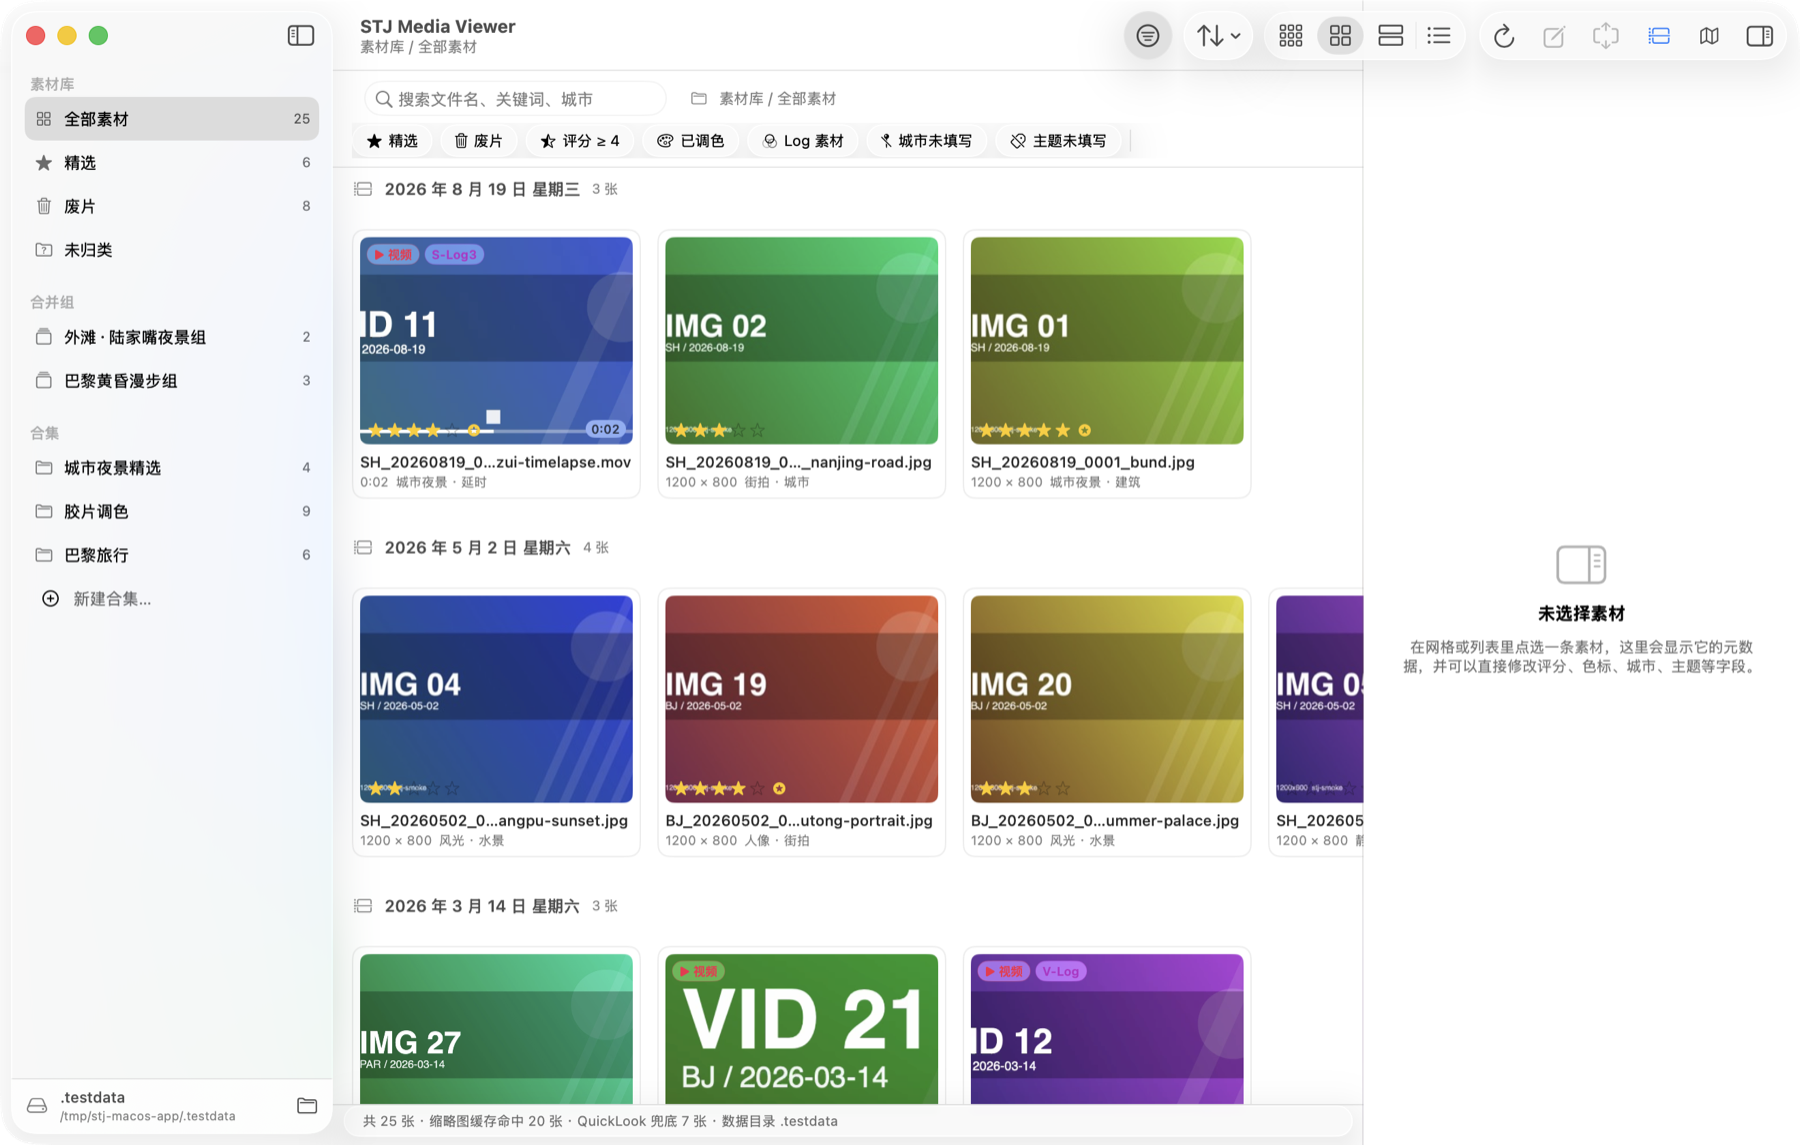 STJ Media Viewer
素材库 / 全部素材
素材库
全部素材 25
精选 6
废片 8
未归类
合并组
外滩 · 陆家嘴夜景组 2
巴黎黄昏漫步组 3
合集
城市夜景精选 4
胶片调色 9
巴黎旅行 6
新建合集...
.testdata
/tmp/stj-macos-app/.testdata
搜索文件名、关键词、城市
素材库 / 全部素材
精选 废片 评分 ≥ 4 已调色 Log 素材 城市未填写 主题未填写
2026 年 8 月 19 日 星期三 3 张
视频 S-Log3
ID 11
2026-08-19
0:02
SH_20260819_0...zui-timelapse.mov
0:02 城市夜景 · 延时
IMG 02
SH / 2026-08-19
SH_20260819_0..._nanjing-road.jpg
1200 × 800 街拍 · 城市
IMG 01
SH / 2026-08-19
SH_20260819_0001_bund.jpg
1200 × 800 城市夜景 · 建筑
2026 年 5 月 2 日 星期六 4 张
IMG 04
SH / 2026-05-02
SH_20260502_0...angpu-sunset.jpg
1200 × 800 风光 · 水景
IMG 19
BJ / 2026-05-02
BJ_20260502_0...utong-portrait.jpg
1200 × 800 人像 · 街拍
IMG 20
BJ / 2026-05-02
BJ_20260502_0...ummer-palace.jpg
1200 × 800 风光 · 水景
IMG 05
SH / 2026-05-02
1200x800 stj-smoke
SH_202605
1200 × 800
2026 年 3 月 14 日 星期六 3 张
IMG 27
PAR / 2026-03-14
视频
VID 21
BJ / 2026-03-14
视频 V-Log
ID 12
2026-03-14
共 25 张 · 缩略图缓存命中 20 张 · QuickLook 兜底 7 张 · 数据目录 .testdata
未选择素材
在网格或列表里点选一条素材，这里会显示它的元数
据，并可以直接修改评分、色标、城市、主题等字段。